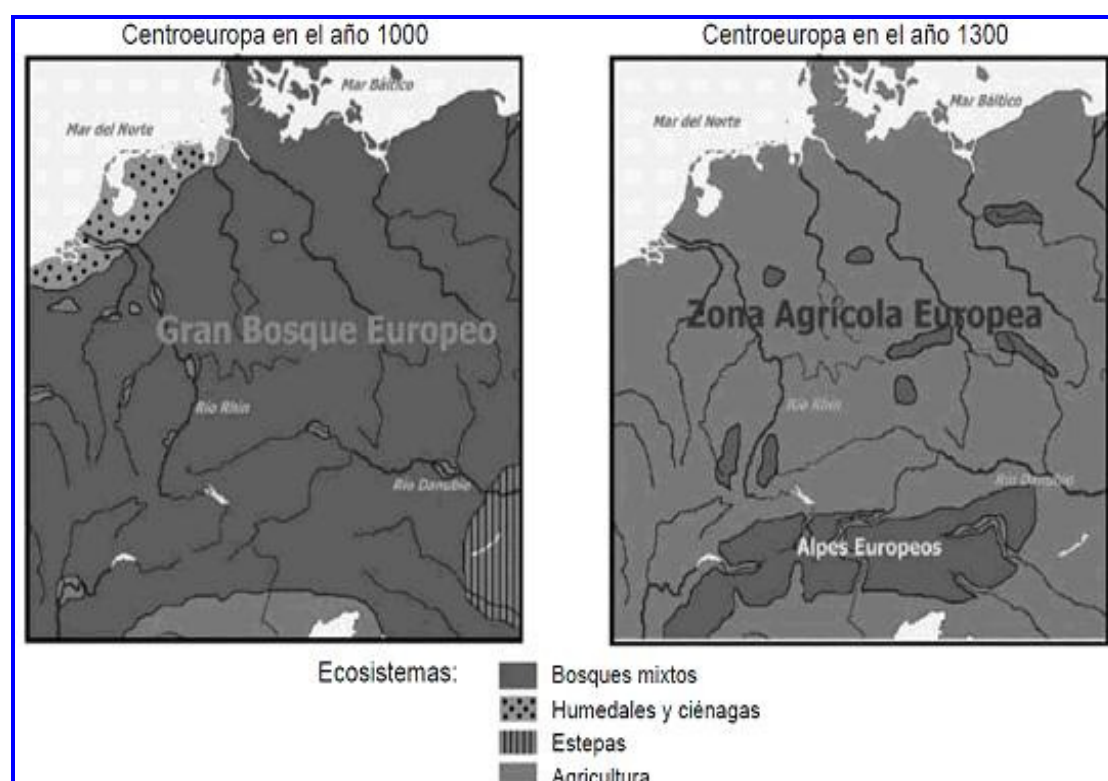 Centroeuropa en el año 1000
Mar Báltico
Mar del Norte
Gran Bosque Europeo
Río Rhin
Río Danubio
Centroeuropa en el año 1300
Mar Báltico
Mar del Norte
Zona Agrícola Europea
Río Rhin
Río Danubio
Alpes Europeos
Ecosistemas:
Bosques mixtos
Humedales y ciénagas
Estepas
Agricultura